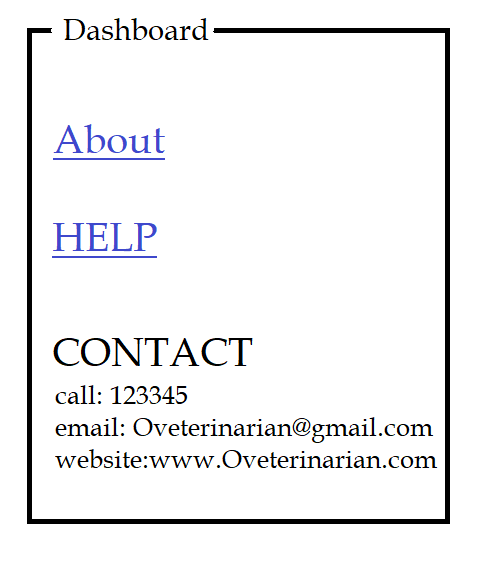 Dashboard
About
HELP
CONTACT
call: 123345
email: Oveterinarian@gmail.com
website:www.Oveterinarian.com